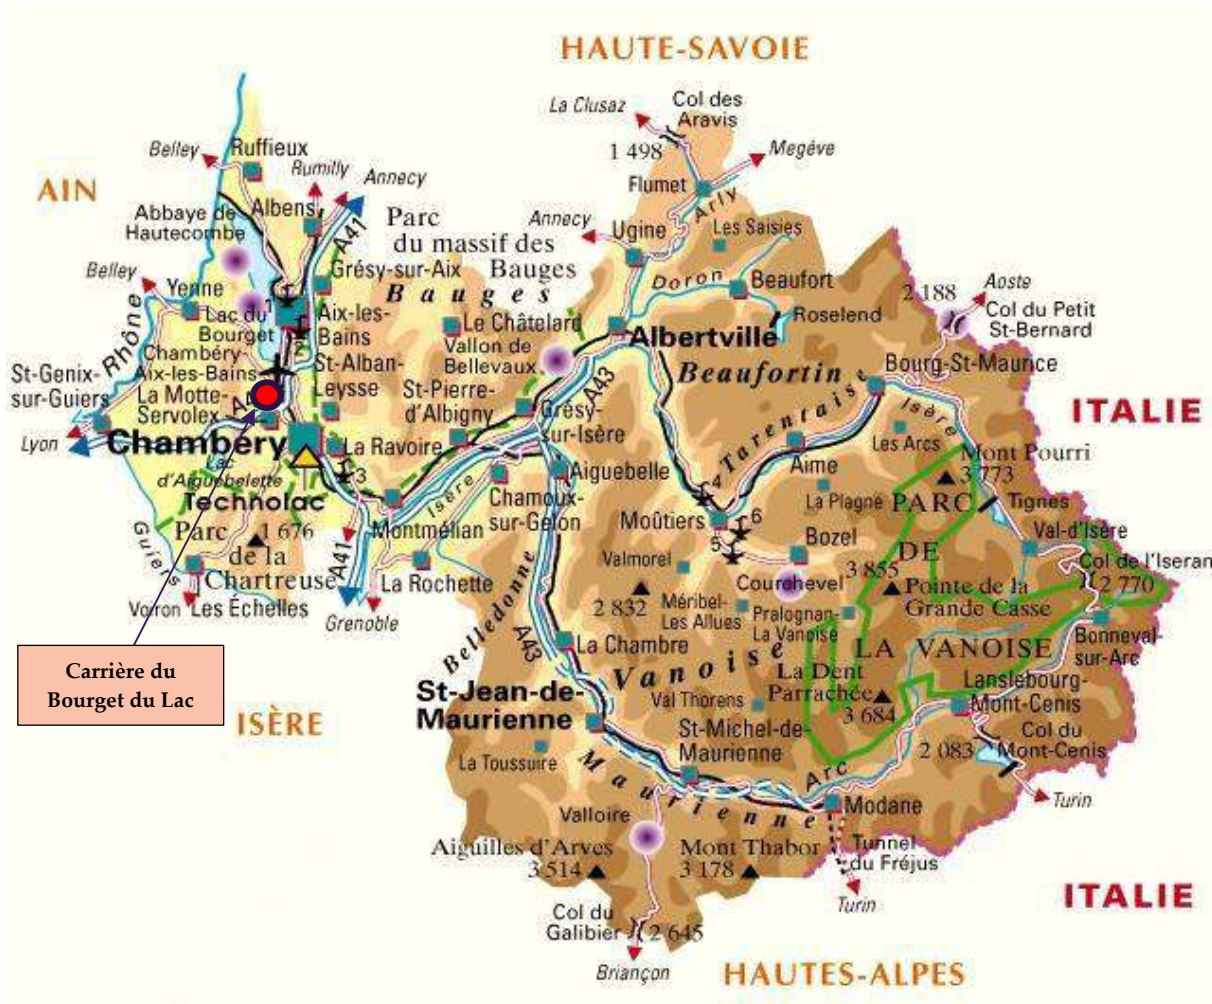 HAUTE-SAVOIE
La Clusaz
Col des
Aravis
1 498
Megève
Belley
Ruffieux
Rumilly
Annecy
AIN
Flumet
Arly
Abbaye de
Hautecombe
Albens
A41
Parc
du massif des
Bauges
Annecy
Ugine
Les Saisies
Belley
Yenne
Grésy-sur-Aix
Bauges
Doron
Beaufort
Aoste
2 188
Col du Petit
St-Bernard
Rhône
Lac du
Bourget
1
Aix-les-
Bains
Le Châtelard
Vallon de
Bellevaux
Albertville
Roselend
Chambéry-
Aix-les-Bains
St-Genix-
sur-Guiers
La Motte-
Servolex
St-Alban-
Leysse
St-Pierre-
d'Albigny
A43
Beaufortin
Bourg-St-Maurice
Tarentaise
Isère
ITALIE
Lyon
Chambéry
La Ravoire
Grésy-
sur-Isère
Les Arcs
Mont Pourri
3 773
Lac
d'Aiguebelette
Technolac
3
Isère
Aiguebelle
Aime
La Plagne
PARC
Tignes
Chamoux-
sur-Gelon
4
Moûtiers
6
5
Bozel
Val-d'Isère
Guiers
Parc
de la
Chartreuse
1 676
Montmélian
A41
La Rochette
Valmorel
Courchevel
DE
3 855
Pointe de la
Grande Casse
Col de l'Iseran
2 770
Voiron
Les Échelles
Grenoble
Belledonne
2 832
Méribel-
Les Allues
Pralognan-
La Vanoise
Carrière du
Bourget du Lac
A43
La Chambre
Vanoise
LA VANOISE
Bonneval-
sur-Arc
ISÈRE
St-Jean-de-
Maurienne
Val Thorens
La Dent
Parrachée
3 684
Lanslebourg-
Mont-Cenis
St-Michel-de-
Maurienne
2 083
Col du
Mont-Cenis
La Toussuire
Maurienne
Arc
Turin
Valloire
Modane
Aiguilles d'Arves
3 514
Mont Thabor
3 178
Tunnel
du Fréjus
Turin
ITALIE
Col du
Galibier
2 645
Briançon
HAUTES-ALPES